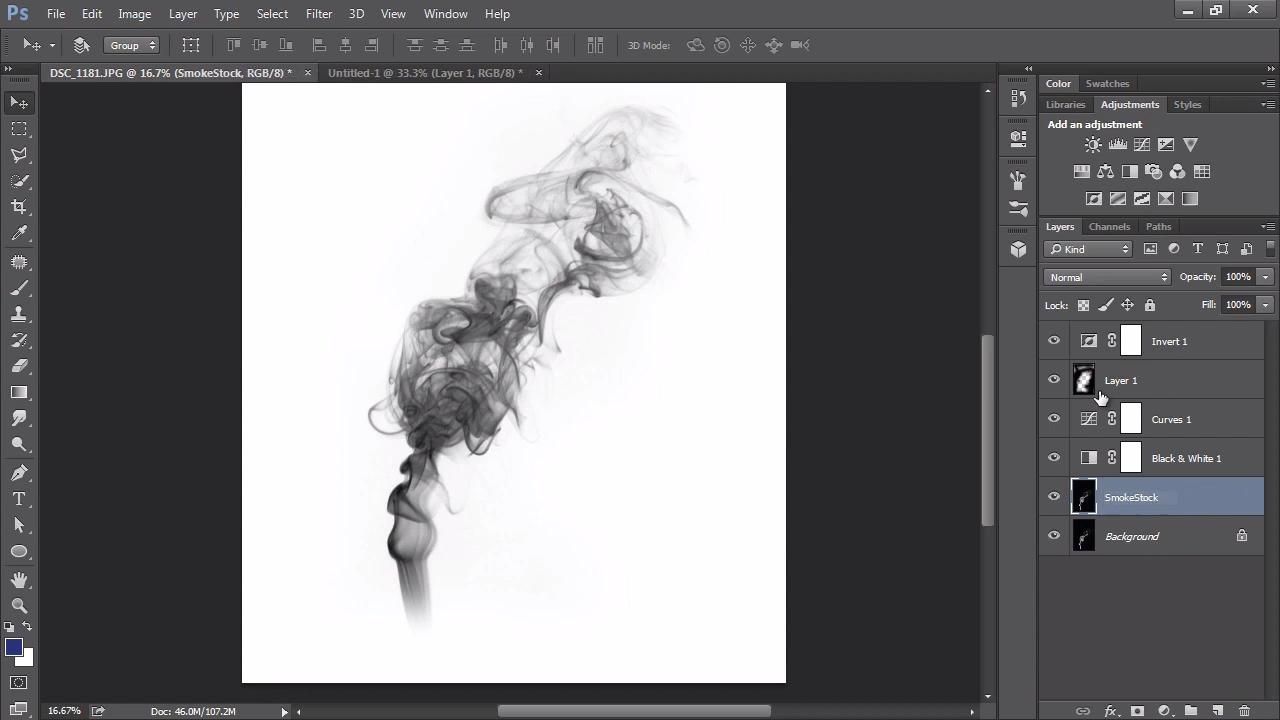 Ps File Edit Image Layer Type Select Filter 3D View Window Help
Group 3D Mode:
DSC_1181.JPG @ 16.7% (SmokeStock, RGB/8) * × Untitled-1 @ 33.3% (Layer 1, RGB/8) * ×
Color Swatches
Libraries Adjustments Styles
Add an adjustment
Layers Channels Paths
Kind
Normal Opacity: 100%
Lock: Fill: 100%
Invert 1
Layer 1
Curves 1
Black & White 1
SmokeStock
Background
16.67% Doc: 46.0M/107.2M